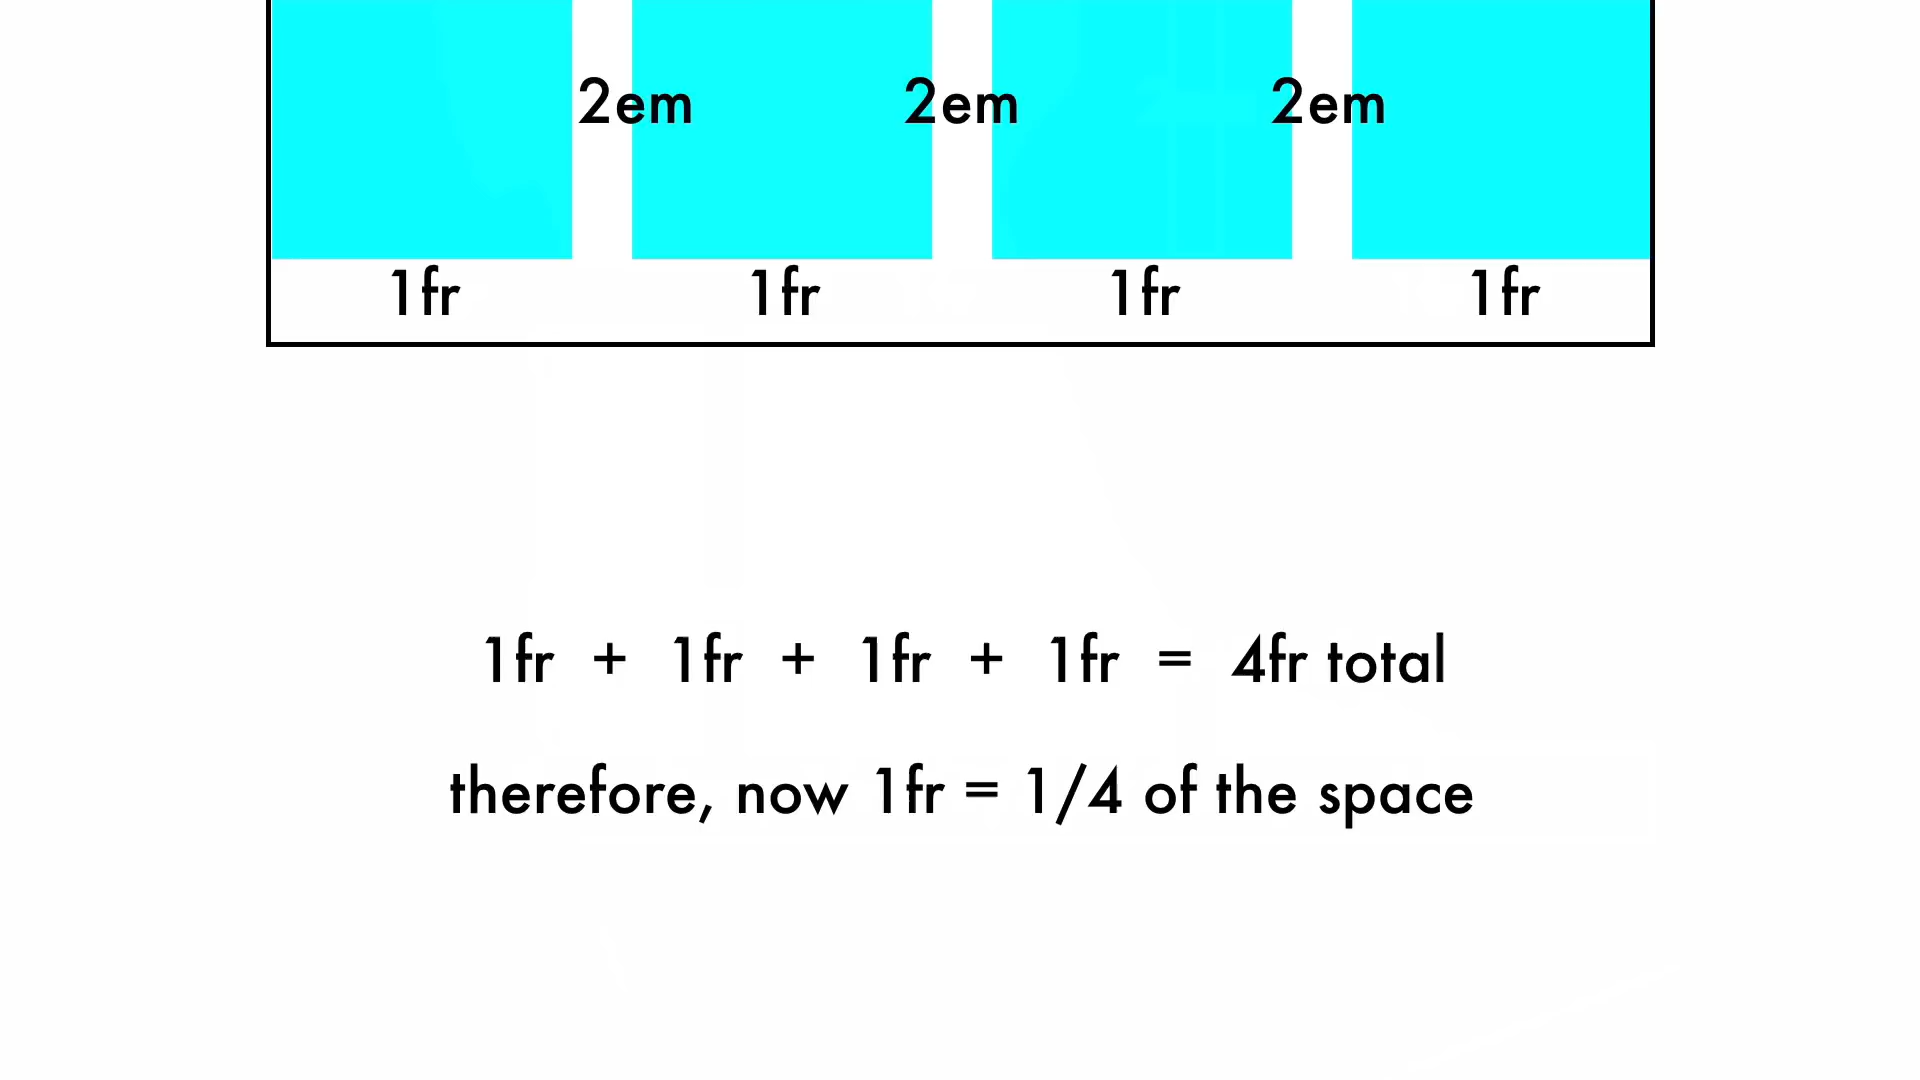 2em 2em 2em
1fr 1fr 1fr 1fr
1fr + 1fr + 1fr + 1fr = 4fr total
therefore, now 1fr = 1/4 of the space